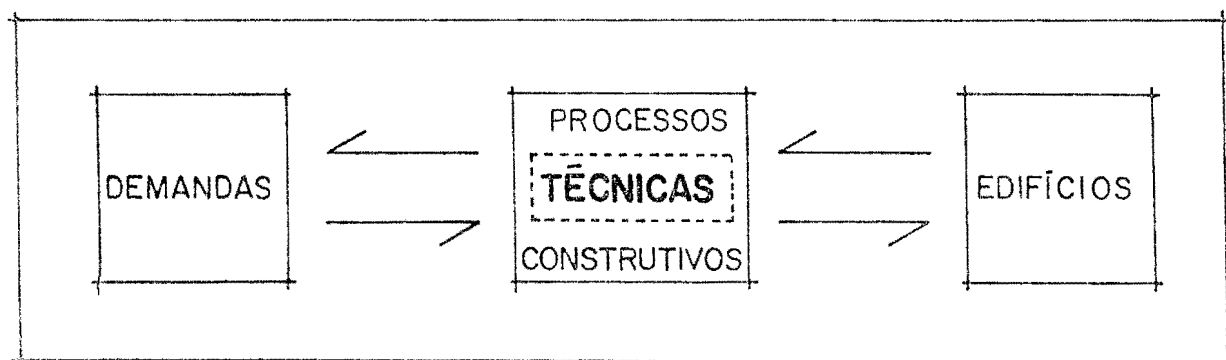 DEMANDAS
PROCESSOS
TÉCNICAS
CONSTRUTIVOS
EDIFÍCIOS